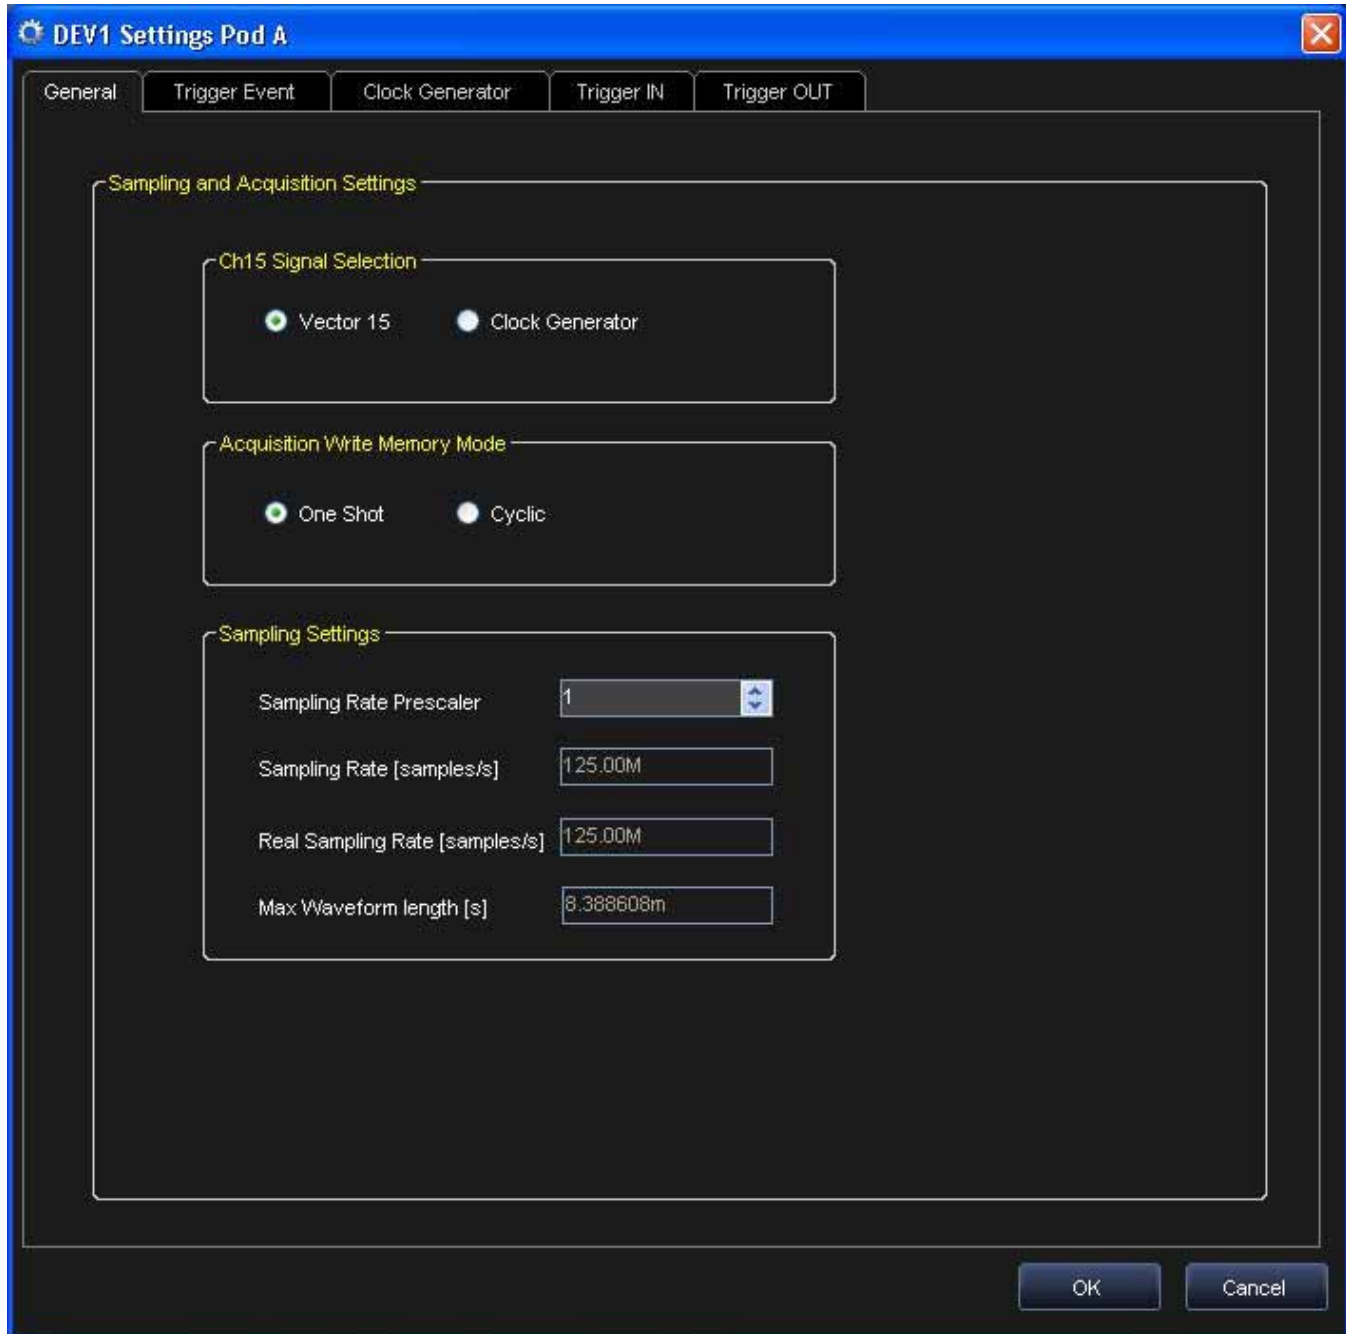 DEV1 Settings Pod A
General Trigger Event Clock Generator Trigger IN Trigger OUT
Sampling and Acquisition Settings
Ch15 Signal Selection
Vector 15 Clock Generator
Acquisition Write Memory Mode
One Shot Cyclic
Sampling Settings
Sampling Rate Prescaler 1
Sampling Rate [samples/s] 125.00M
Real Sampling Rate [samples/s] 125.00M
Max Waveform length [s] 8.388608m
OK Cancel